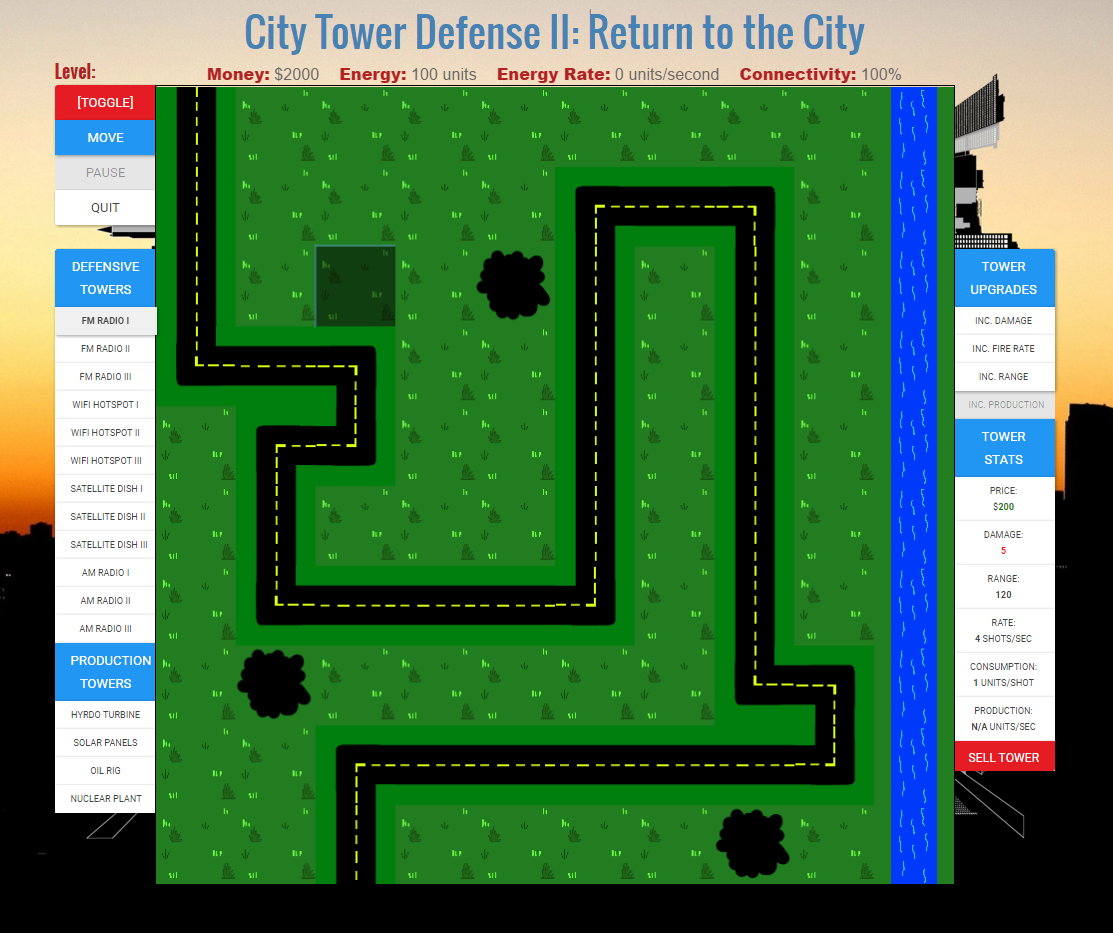 City Tower Defense II: Return to the City
Level:
Money: $2000 Energy: 100 units Energy Rate: 0 units/second Connectivity: 100%
[TOGGLE]
MOVE
PAUSE
QUIT
DEFENSIVE
TOWERS
FM RADIO I
FM RADIO II
FM RADIO III
WIFI HOTSPOT I
WIFI HOTSPOT II
WIFI HOTSPOT III
SATELLITE DISH I
SATELLITE DISH II
SATELLITE DISH III
AM RADIO I
AM RADIO II
AM RADIO III
PRODUCTION
TOWERS
HYRDO TURBINE
SOLAR PANELS
OIL RIG
NUCLEAR PLANT
TOWER
UPGRADES
INC. DAMAGE
INC. FIRE RATE
INC. RANGE
INC. PRODUCTION
TOWER
STATS
PRICE:
$200
DAMAGE:
5
RANGE:
120
RATE:
4 SHOTS/SEC
CONSUMPTION:
1 UNITS/SHOT
PRODUCTION:
N/A UNITS/SEC
SELL TOWER